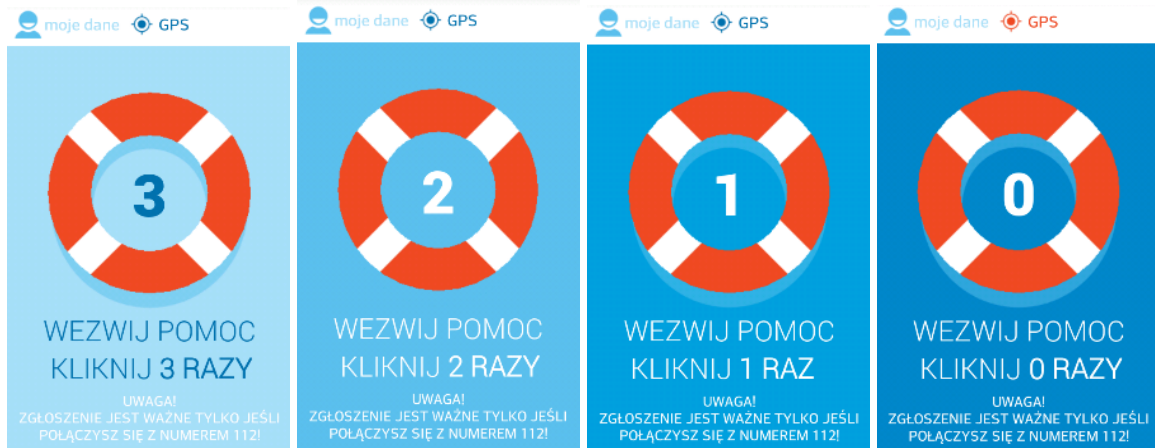 moje dane GPS
3
WEZWIJ POMOC
KLIKNIJ 3 RAZY
UWAGA!
ZGŁOSZENIE JEST WAŻNE TYLKO JEŚLI
POŁĄCZYSZ SIĘ Z NUMEREM 112!
moje dane GPS
2
WEZWIJ POMOC
KLIKNIJ 2 RAZY
UWAGA!
ZGŁOSZENIE JEST WAŻNE TYLKO JEŚLI
POŁĄCZYSZ SIĘ Z NUMEREM 112!
moje dane GPS
1
WEZWIJ POMOC
KLIKNIJ 1 RAZ
UWAGA!
ZGŁOSZENIE JEST WAŻNE TYLKO JEŚLI
POŁĄCZYSZ SIĘ Z NUMEREM 112!
moje dane GPS
0
WEZWIJ POMOC
KLIKNIJ 0 RAZY
UWAGA!
ZGŁOSZENIE JEST WAŻNE TYLKO JEŚLI
POŁĄCZYSZ SIĘ Z NUMEREM 112!